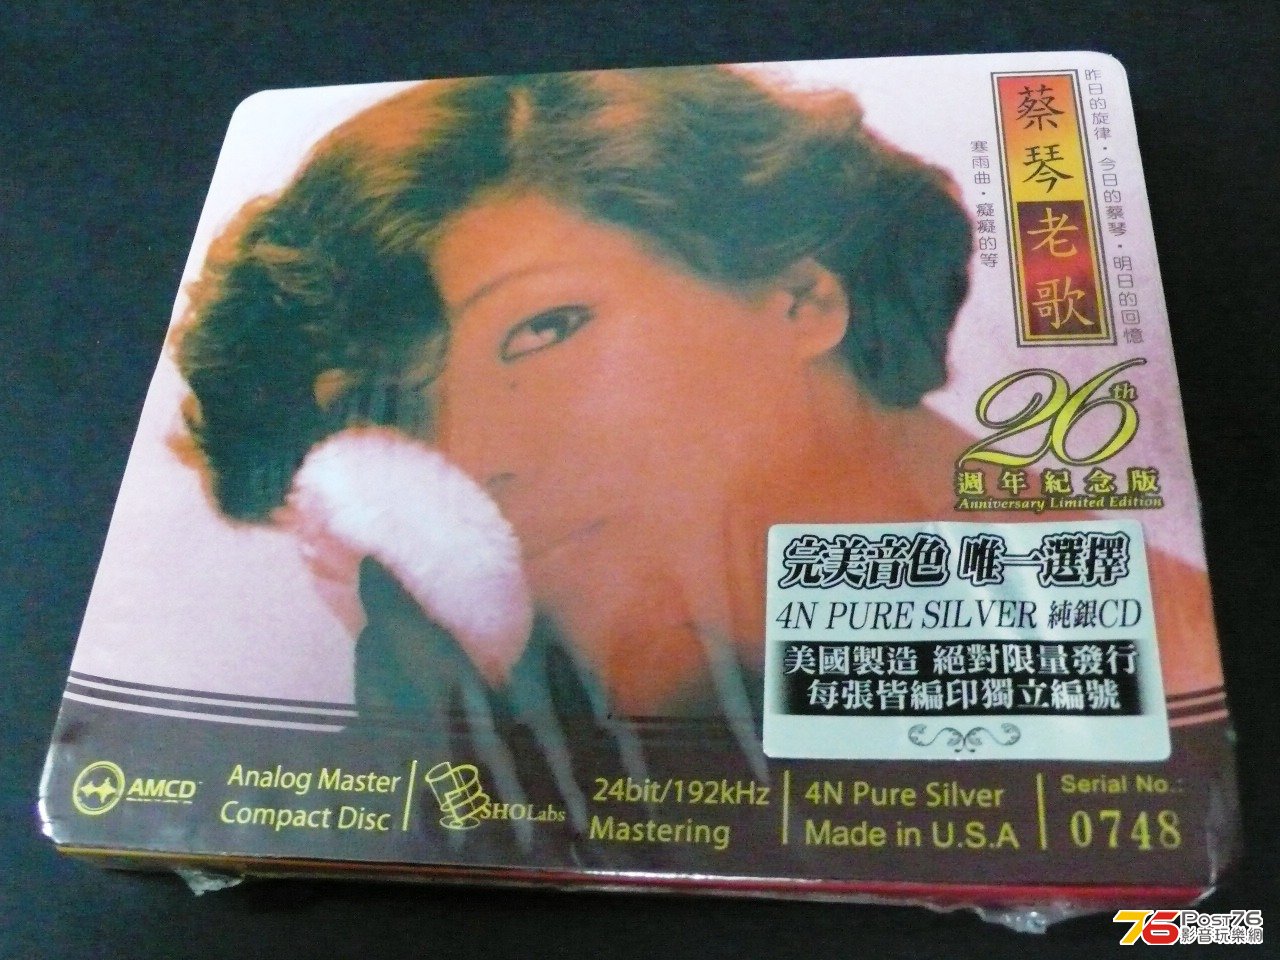 昨日的旋律·今日的蔡琴·明日的回憶
蔡琴老歌
寒雨曲·癡癡的等
26th
週年紀念版
Anniversary Limited Edition
完美音色 唯一選擇
4N PURE SILVER 純銀CD
美國製造 絕對限量發行
每張皆編印獨立編號
AMCD
Analog Master
Compact Disc
SHOLabs
24bit/192kHz
Mastering
4N Pure Silver
Made in U.S.A
Serial No.:
0748
76 Post76
影音玩樂網